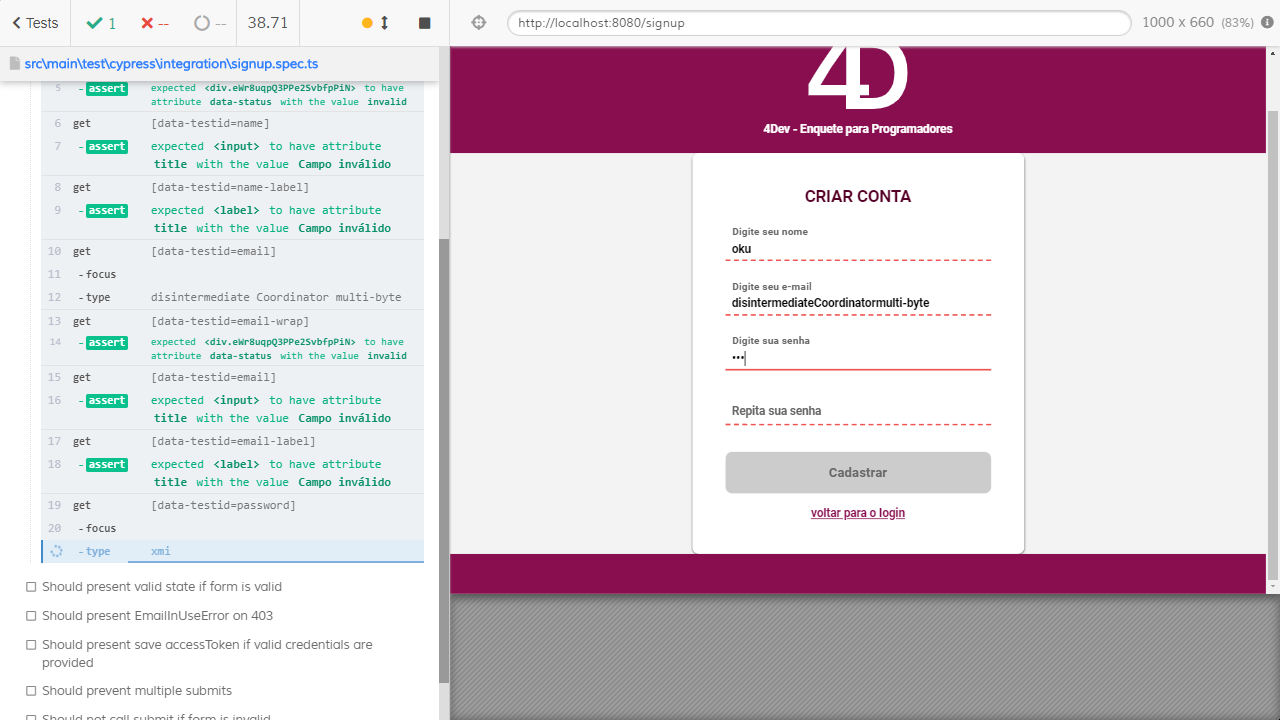 Tests
1
--
--
38.71
http://localhost:8080/signup
1000 x 660 (83%)
src\main\test\cypress\integration\signup.spec.ts
5 -assert expected <div.eWr8uqpQ3PPe2SvbfpPiN> to have
attribute data-status with the value invalid
6 get [data-testid=name]
7 -assert expected <input> to have attribute
title with the value Campo inválido
8 get [data-testid=name-label]
9 -assert expected <label> to have attribute
title with the value Campo inválido
10 get [data-testid=email]
11 -focus
12 -type disintermediate Coordinator multi-byte
13 get [data-testid=email-wrap]
14 -assert expected <div.eWr8uqpQ3PPe2SvbfpPiN> to have
attribute data-status with the value invalid
15 get [data-testid=email]
16 -assert expected <input> to have attribute
title with the value Campo inválido
17 get [data-testid=email-label]
18 -assert expected <label> to have attribute
title with the value Campo inválido
19 get [data-testid=password]
20 -focus
-type xmi
Should present valid state if form is valid
Should present EmailInUseError on 403
Should present save accessToken if valid credentials are
provided
Should prevent multiple submits
Should not call submit if form is invalid
4D
4Dev - Enquete para Programadores
CRIAR CONTA
Digite seu nome
oku
Digite seu e-mail
disintermediateCoordinatormulti-byte
Digite sua senha
•••
Repita sua senha
Cadastrar
voltar para o login